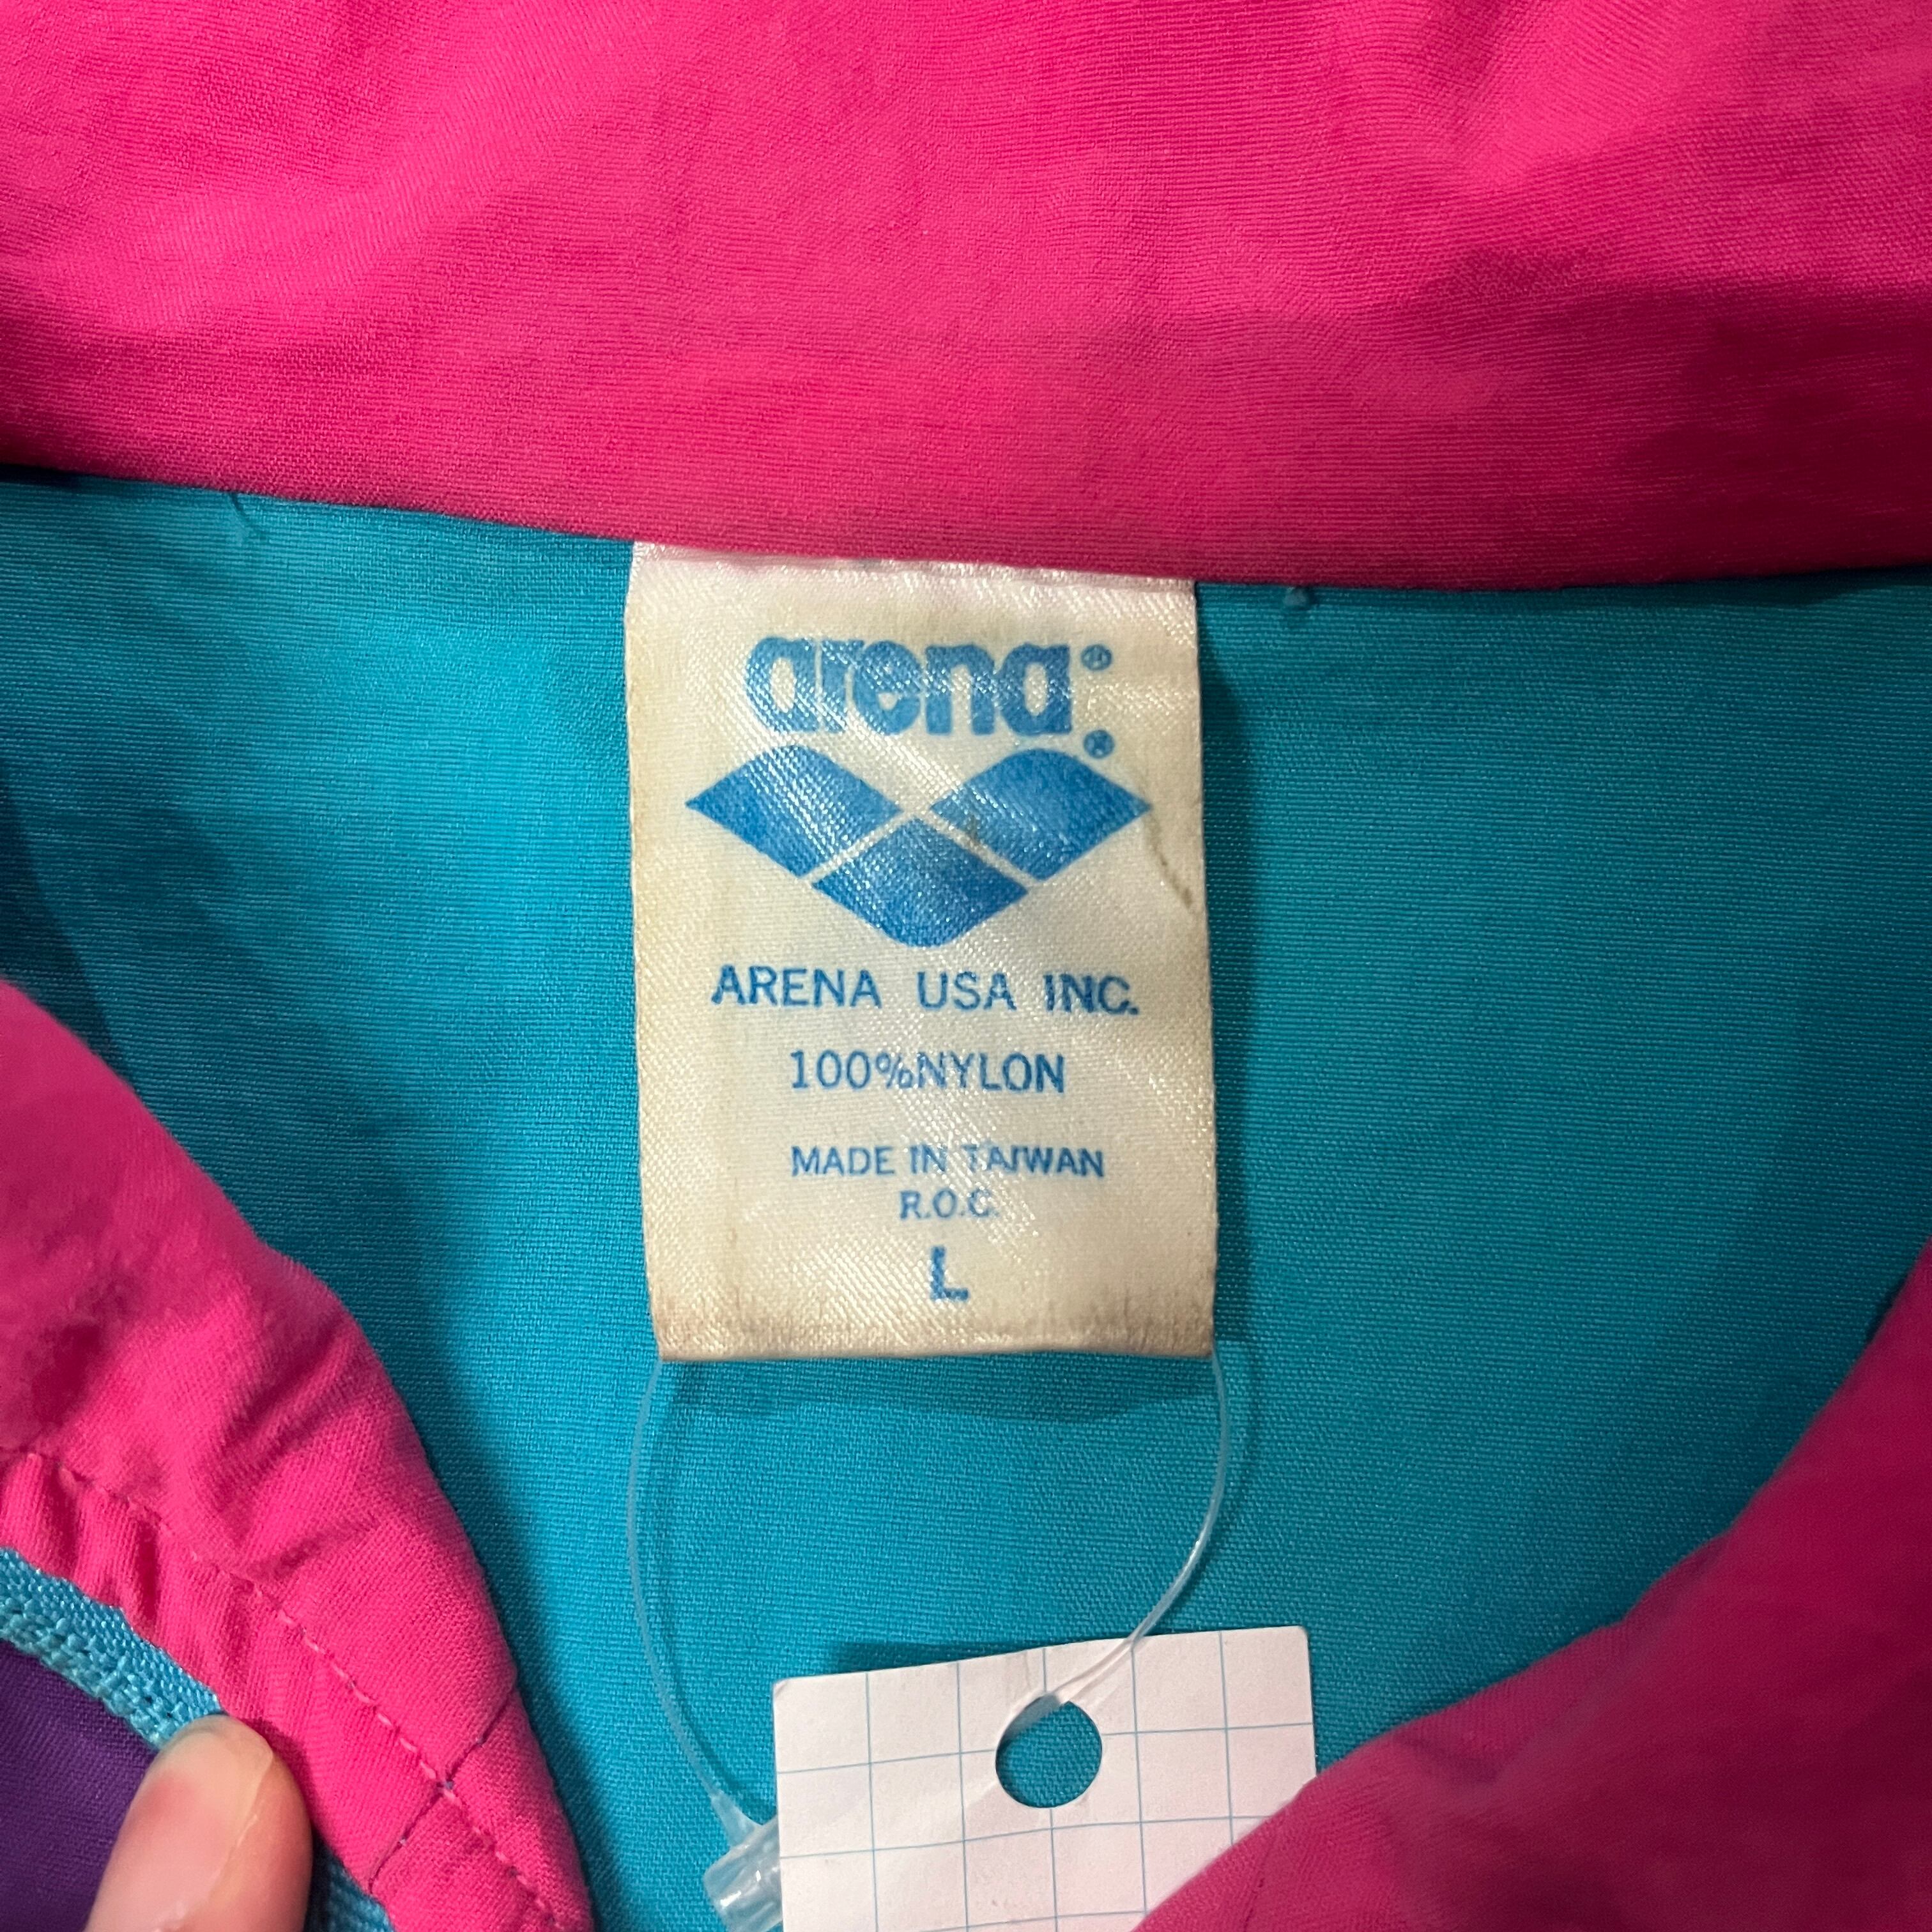 arena®
®
ARENA USA INC.
100%NYLON
MADE IN TAIWAN
R.O.C.
L